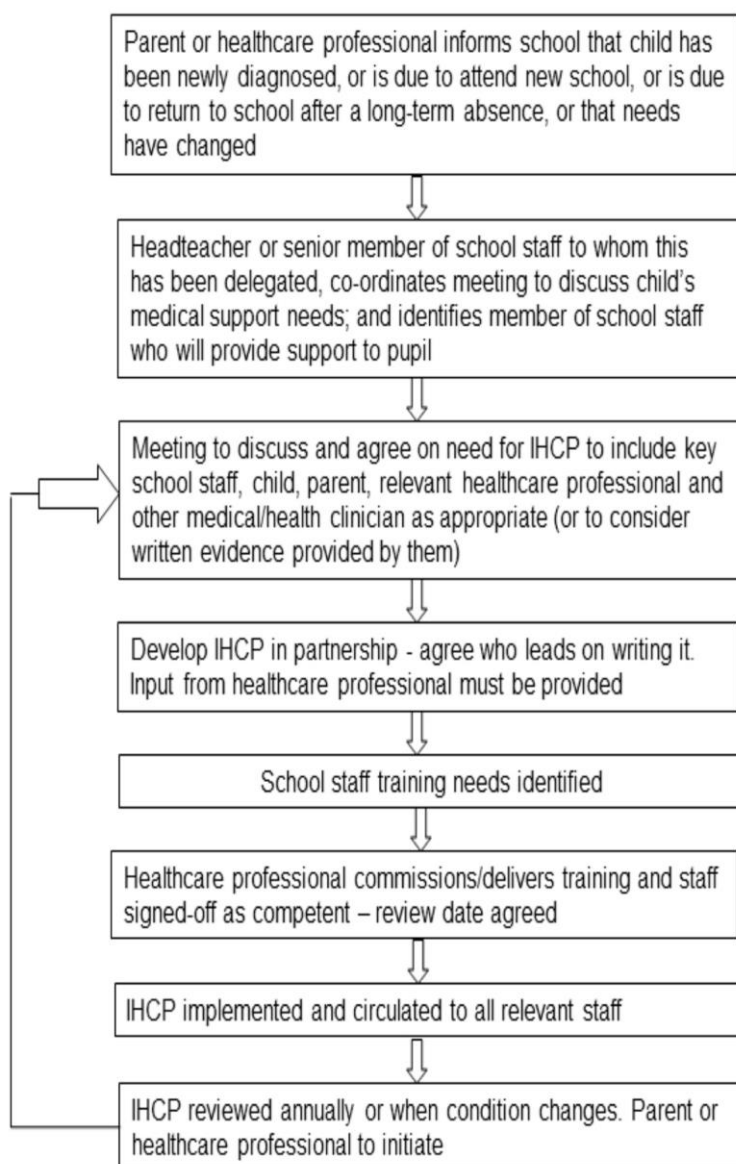 Parent or healthcare professional informs school that child has
been newly diagnosed, or is due to attend new school, or is due
to return to school after a long-term absence, or that needs
have changed
Headteacher or senior member of school staff to whom this
has been delegated, co-ordinates meeting to discuss child's
medical support needs; and identifies member of school staff
who will provide support to pupil
Meeting to discuss and agree on need for IHCP to include key
school staff, child, parent, relevant healthcare professional and
other medical/health clinician as appropriate (or to consider
written evidence provided by them)
Develop IHCP in partnership - agree who leads on writing it.
Input from healthcare professional must be provided
School staff training needs identified
Healthcare professional commissions/delivers training and staff
signed-off as competent – review date agreed
IHCP implemented and circulated to all relevant staff
IHCP reviewed annually or when condition changes. Parent or
healthcare professional to initiate